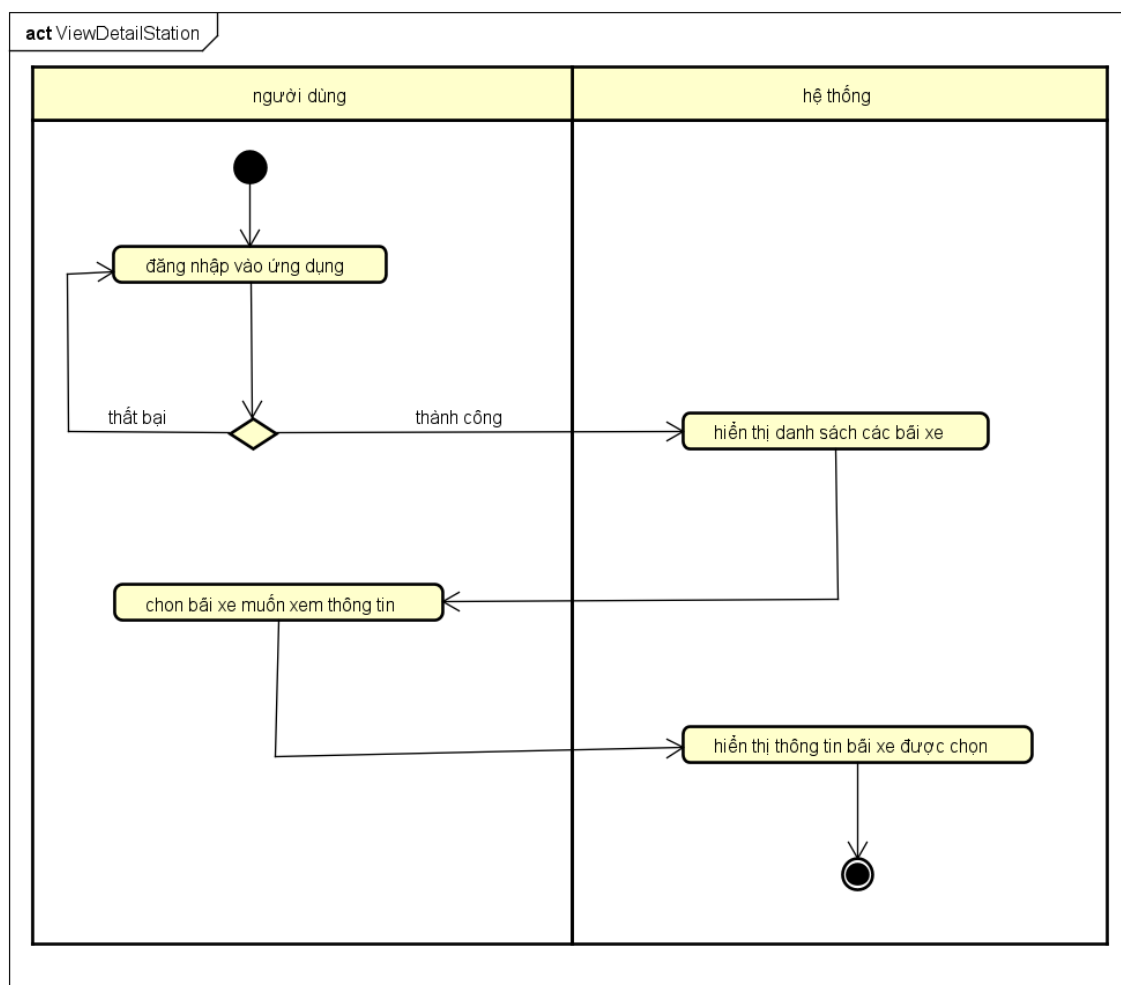 act ViewDetailStation
người dùng
hệ thống
đăng nhập vào ứng dụng
thất bại
thành công
hiển thị danh sách các bãi xe
chon bãi xe muốn xem thông tin
hiển thị thông tin bãi xe được chọn